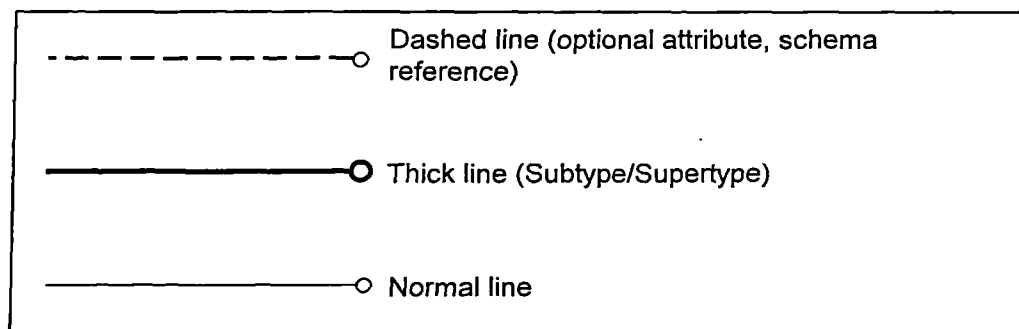 Dashed line (optional attribute, schema
reference)
Thick line (Subtype/Supertype)
Normal line